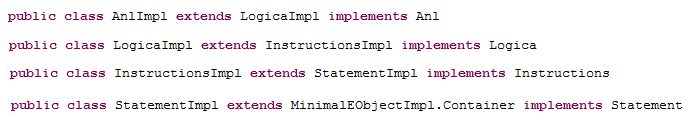 public class AnlImpl extends LogicaImpl implements Anl
public class LogicaImpl extends InstructionsImpl implements Logica
public class InstructionsImpl extends StatementImpl implements Instructions
public class StatementImpl extends MinimalEObjectImpl.Container implements Statement